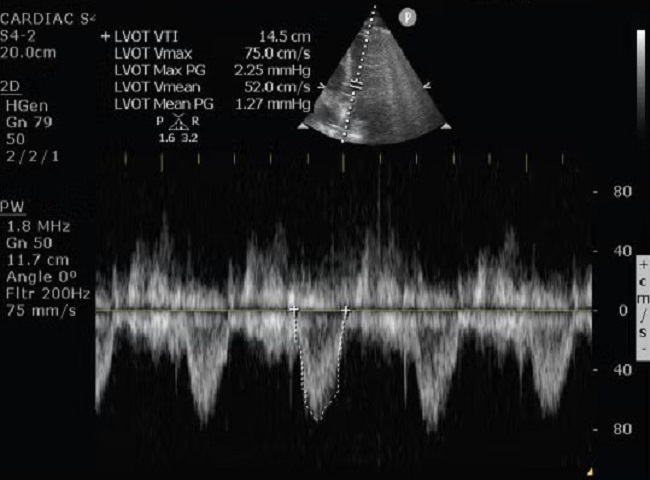 CARDIAC S4
S4-2
20.0cm
2D
HGen
Gn 79
50
2/2/1
PW
1.8 MHz
Gn 50
11.7 cm
Angle 0°
Fltr 200Hz
75 mm/s
+ LVOT VTI 14.5 cm
LVOT Vmax 75.0 cm/s
LVOT Max PG 2.25 mmHg
LVOT Vmean 52.0 cm/s
LVOT Mean PG 1.27 mmHg
P R
1.6 3.2
P
80
40
0
40
80
+cm/s-